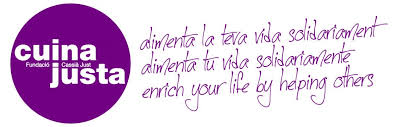 cuina
Fundació Cassià Just
justa
alimenta la teva vida solidariament
alimenta tu vida solidariamente
enrich your life by helping others